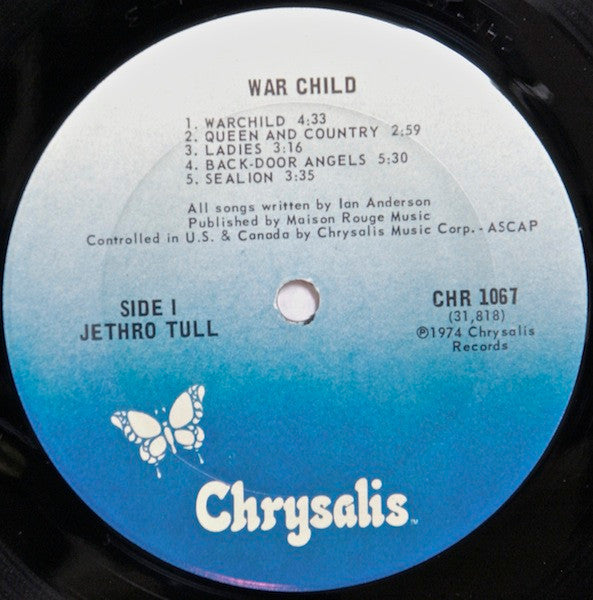 WAR CHILD
1. WARCHILD 4:33
2. QUEEN AND COUNTRY 2:59
3. LADIES 3:16
4. BACK-DOOR ANGELS 5:30
5. SEALION 3:35
All songs written by Ian Anderson
Published by Maison Rouge Music
Controlled in U.S. & Canada by Chrysalis Music Corp. - ASCAP
SIDE I
JETHRO TULL
CHR 1067
(31,818)
℗1974 Chrysalis
Records
Chrysalis™